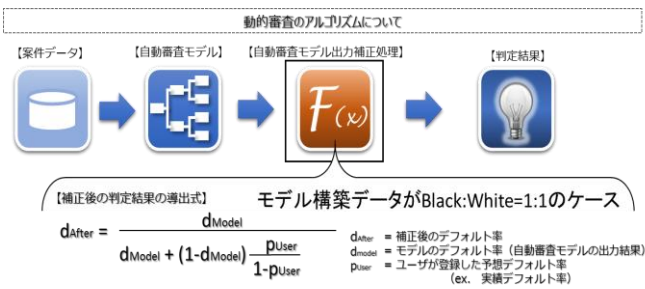 動的審査のアルゴリズムについて
【案件データ】 【自動審査モデル】 【自動審査モデル出力補正処理】 【判定結果】
F(x)
【補正後の判定結果の導出式】 モデル構築データがBlack:White=1:1のケース
dAfter = dModel / dModel + (1-dModel) pUser / 1-pUser
dAfter = 補正後のデフォルト率
dmodel = モデルのデフォルト率（自動審査モデルの出力結果）
pUser = ユーザが登録した予想デフォルト率
（ex. 実績デフォルト率）